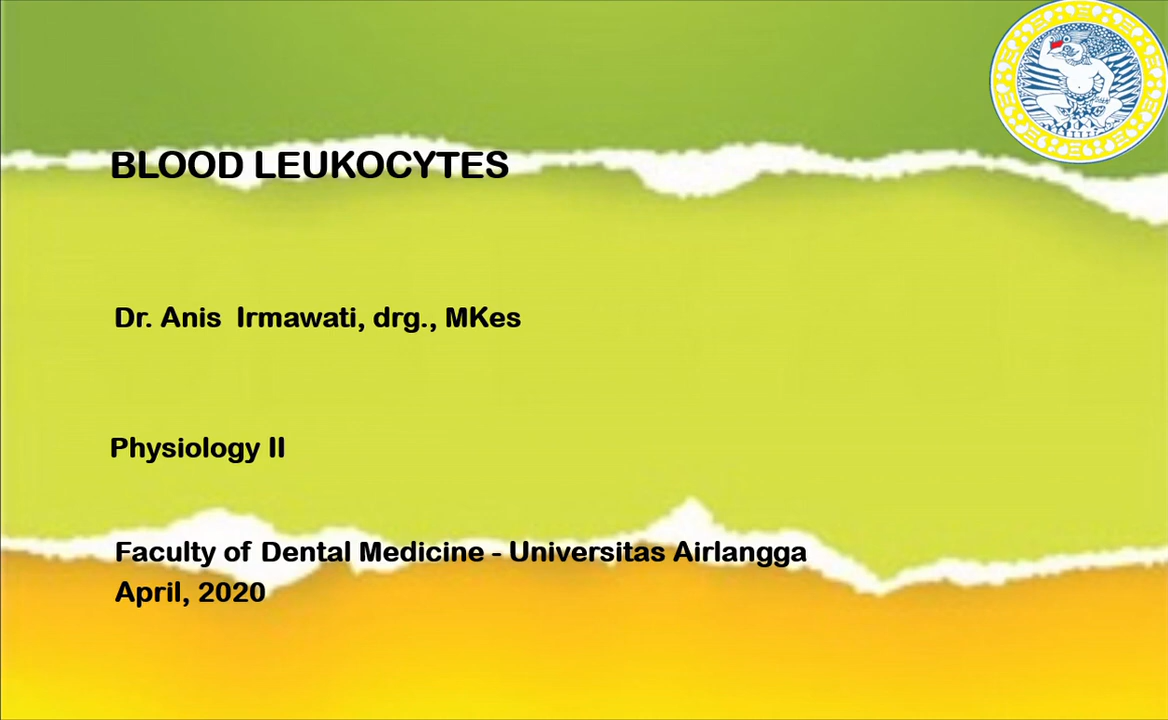 BLOOD LEUKOCYTES
Dr. Anis Irmawati, drg., MKes
Physiology II
Faculty of Dental Medicine - Universitas Airlangga
April, 2020